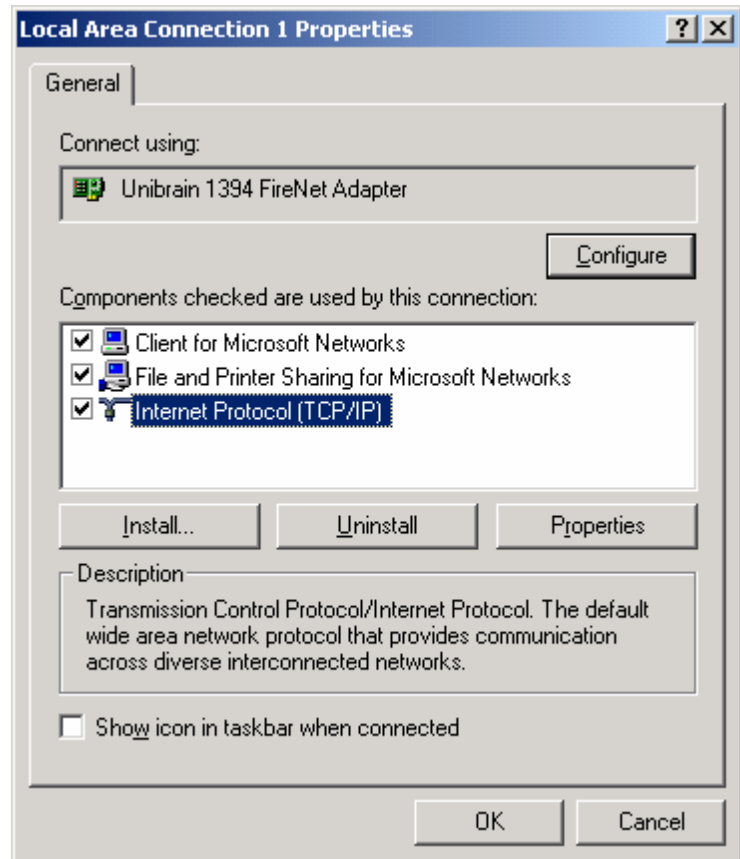 Local Area Connection 1 Properties
General
Connect using:
Unibrain 1394 FireNet Adapter
Configure
Components checked are used by this connection:
Client for Microsoft Networks
File and Printer Sharing for Microsoft Networks
Internet Protocol (TCP/IP)
Install... Uninstall Properties
Description
Transmission Control Protocol/Internet Protocol. The default
wide area network protocol that provides communication
across diverse interconnected networks.
Show icon in taskbar when connected
OK Cancel